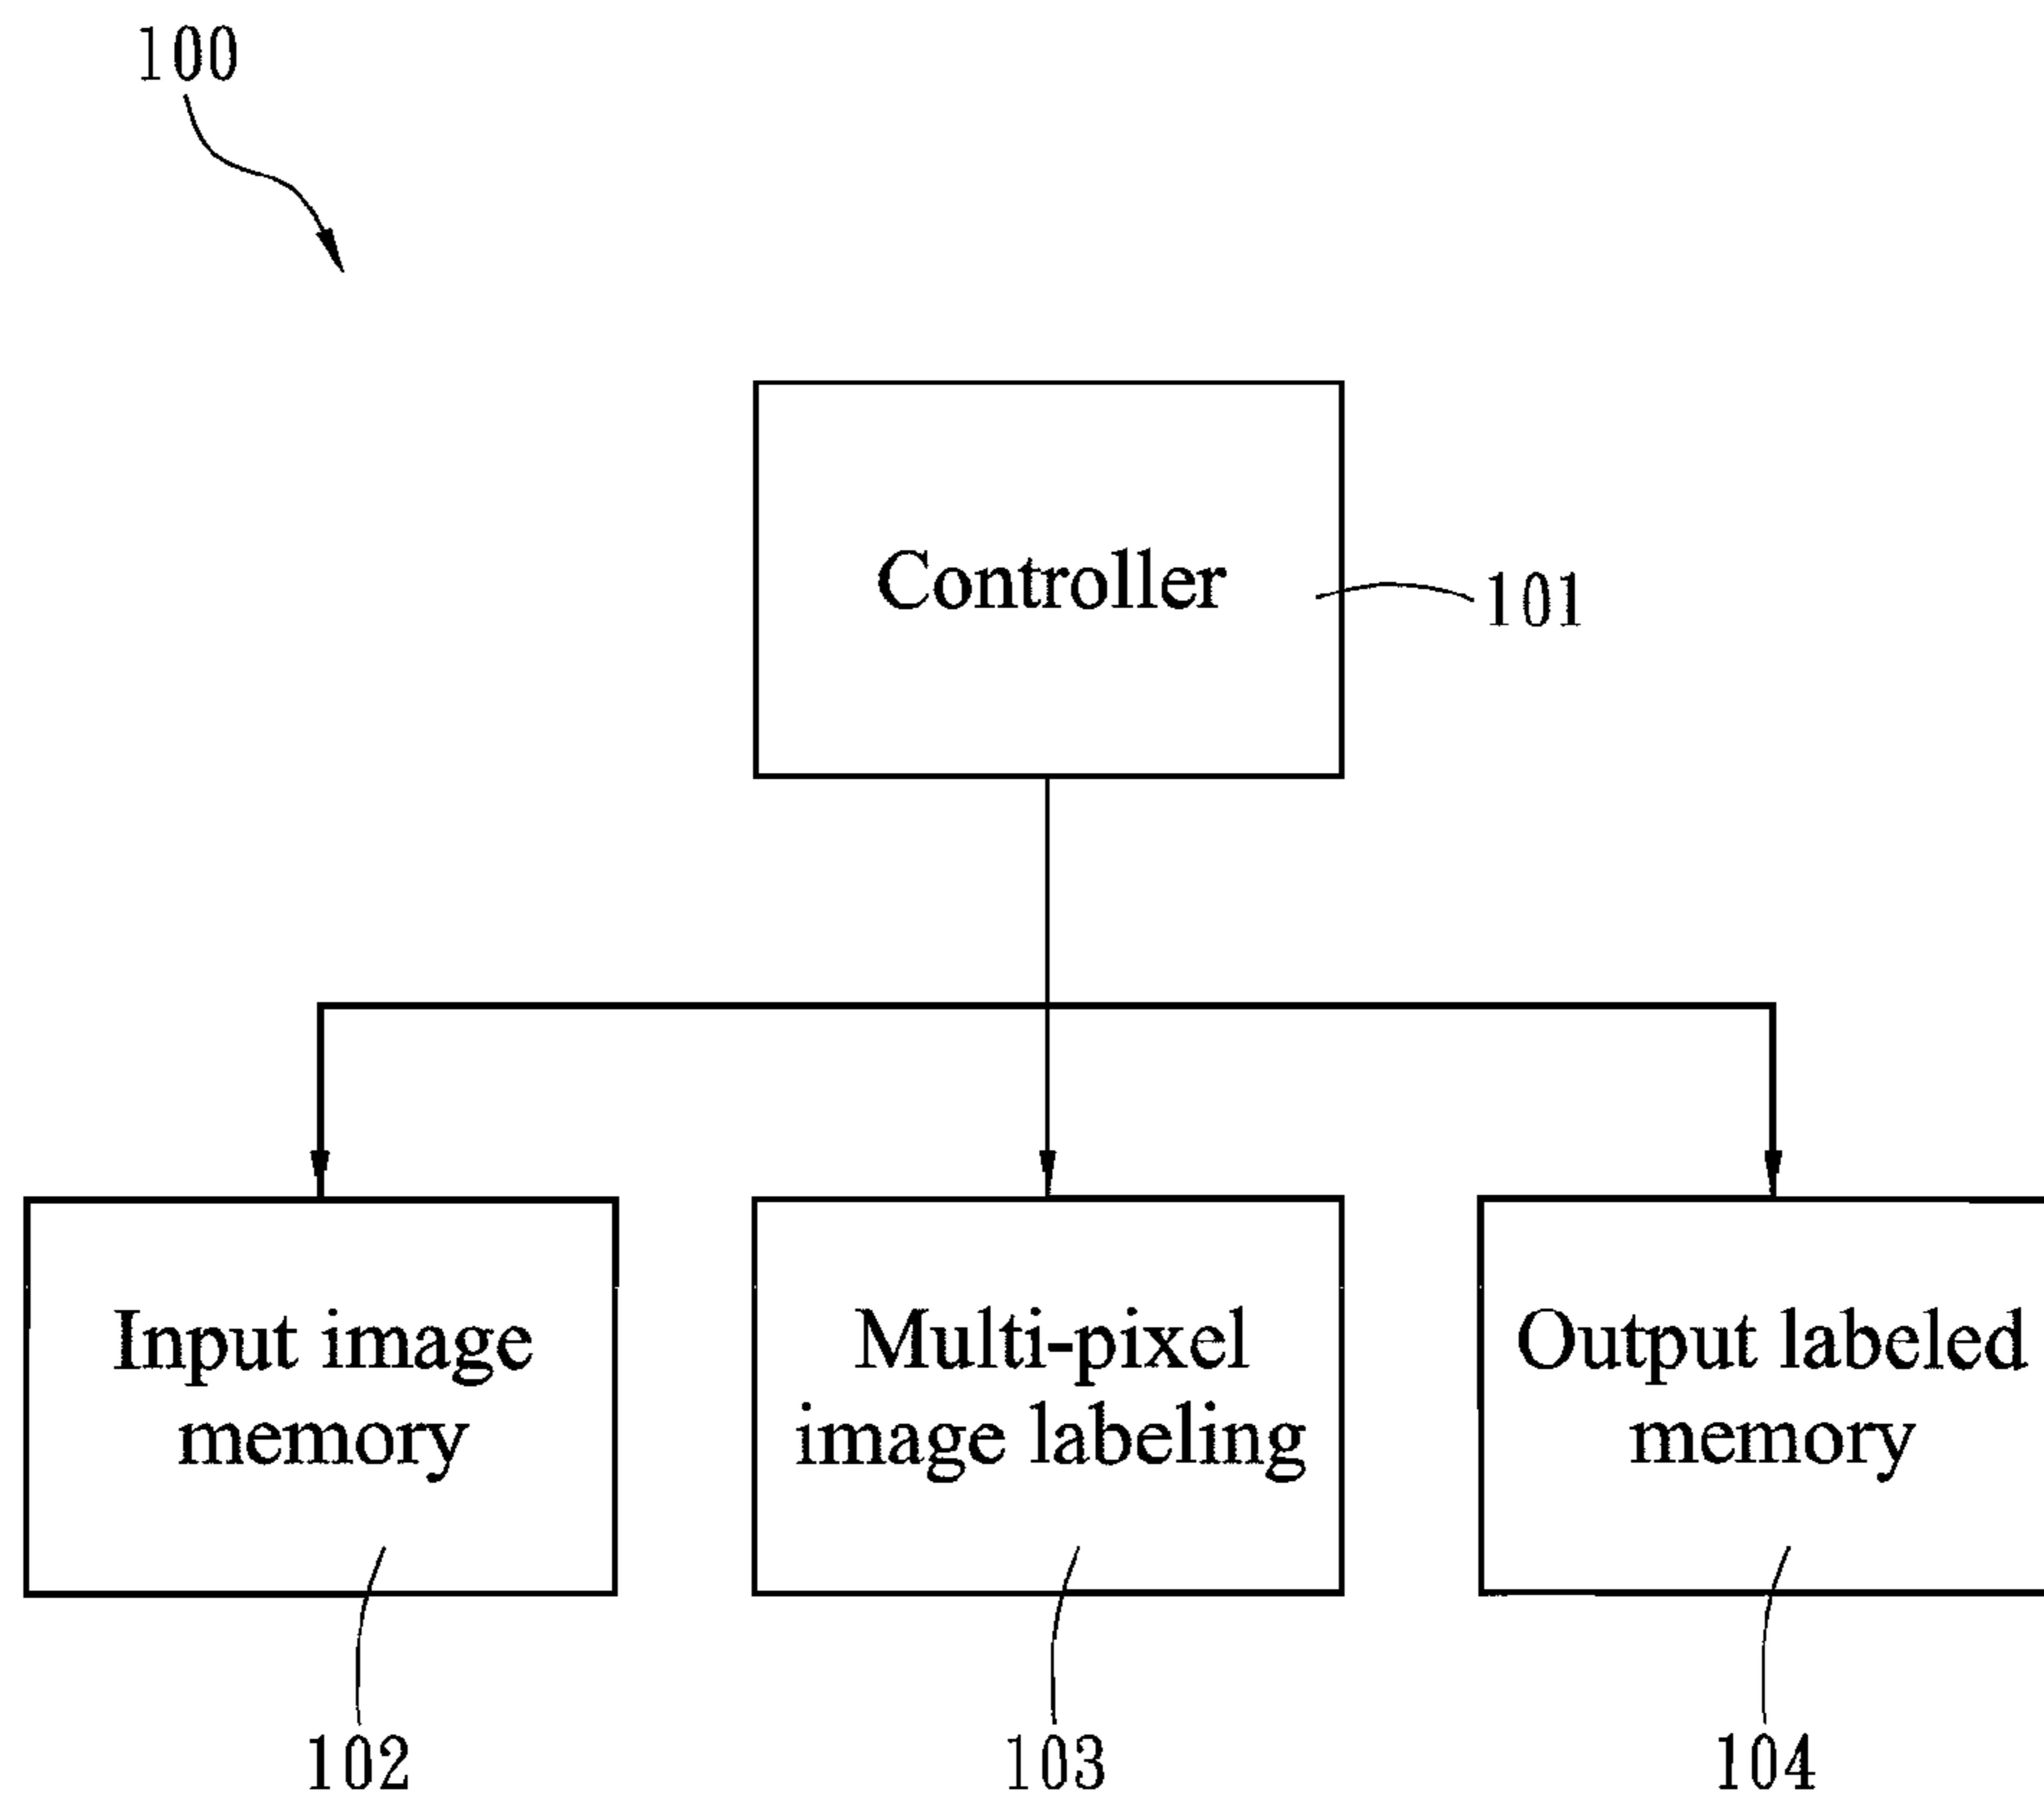 100
Controller
101
Input image
memory
Multi-pixel
image labeling
Output labeled
memory
102
103
104